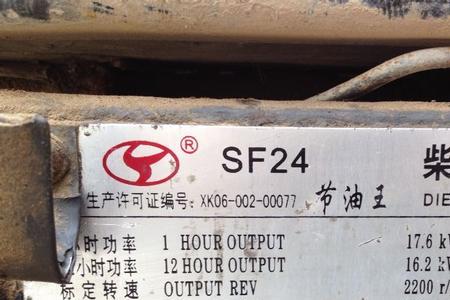 ® SF24 柴
生产许可证编号: XK06-002-00077 节油王 DIE
小时功率 1 HOUR OUTPUT 17.6 k
小时功率 12 HOUR OUTPUT 16.2 k
标定转速 OUTPUT REV 2200 r/